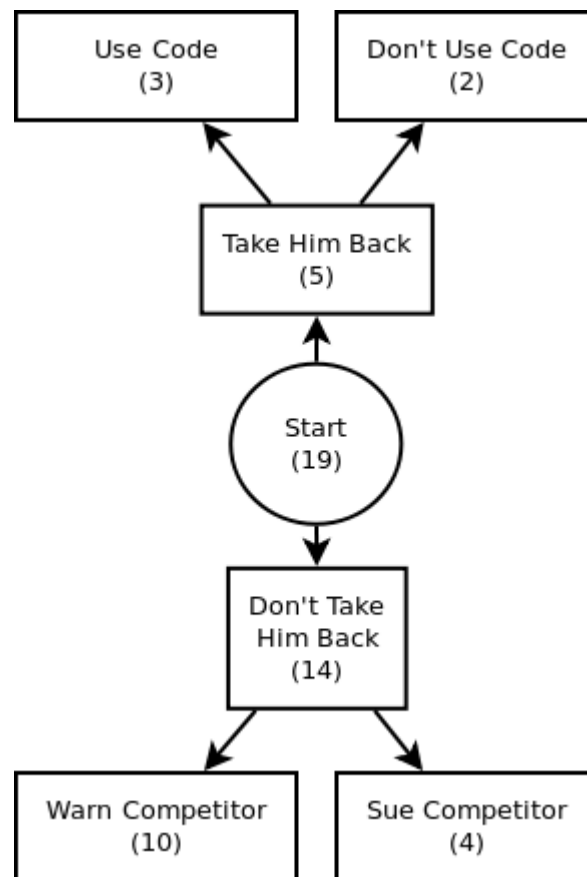 Use Code
(3)
Don't Use Code
(2)
Take Him Back
(5)
Start
(19)
Don't Take
Him Back
(14)
Warn Competitor
(10)
Sue Competitor
(4)